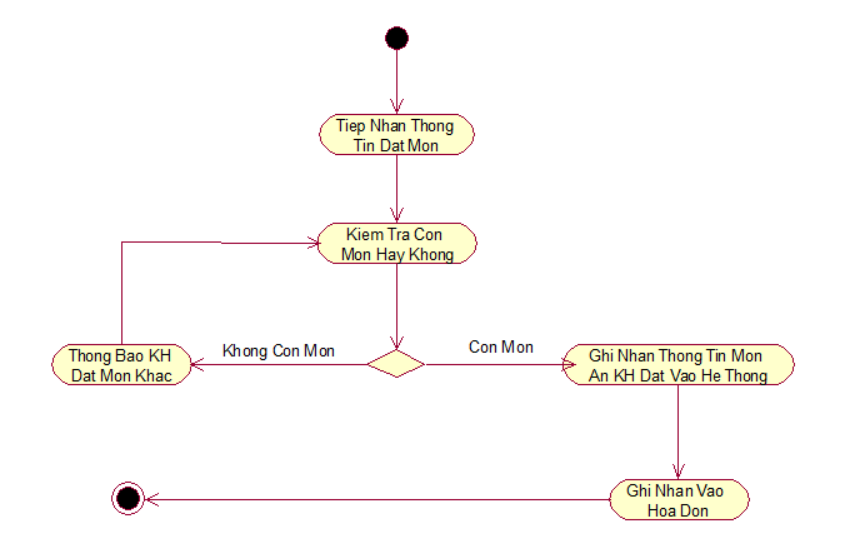 Tiep Nhan Thong
Tin Dat Mon
Kiem Tra Con
Mon Hay Khong
Khong Con Mon
Con Mon
Thong Bao KH
Dat Mon Khac
Ghi Nhan Thong Tin Mon
An KH Dat Vao He Thong
Ghi Nhan Vao
Hoa Don